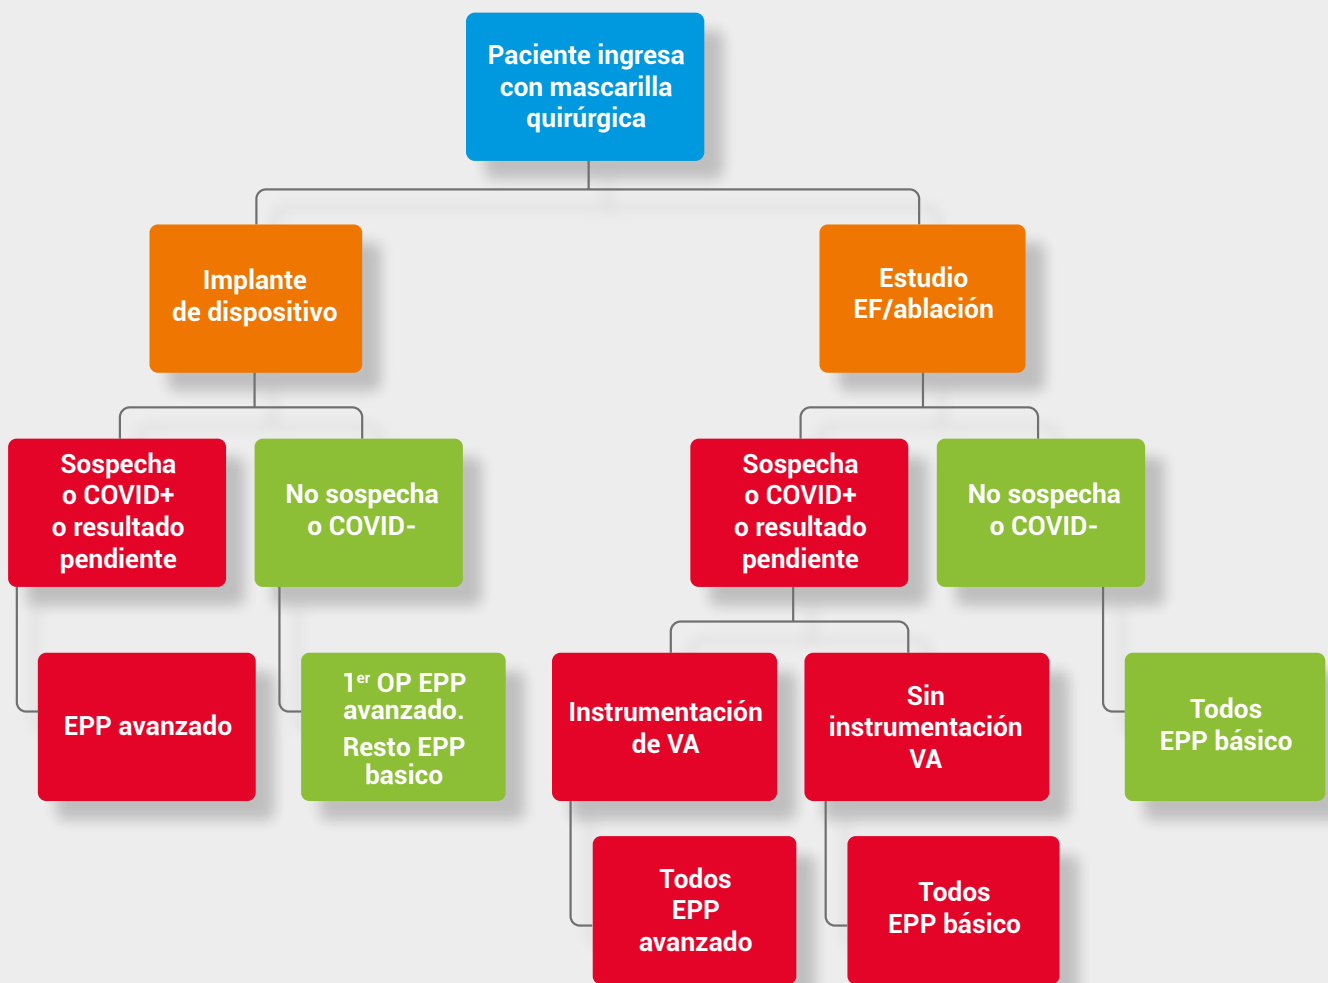 Paciente ingresa
con mascarilla
quirúrgica
Implante
de dispositivo
Estudio
EF/ablación
Sospecha
o COVID+
o resultado
pendiente
No sospecha
o COVID-
Sospecha
o COVID+
o resultado
pendiente
No sospecha
o COVID-
EPP avanzado
1er OP EPP
avanzado.
Resto EPP
basico
Instrumentación
de VA
Sin
instrumentación
VA
Todos
EPP básico
Todos
EPP
avanzado
Todos
EPP básico